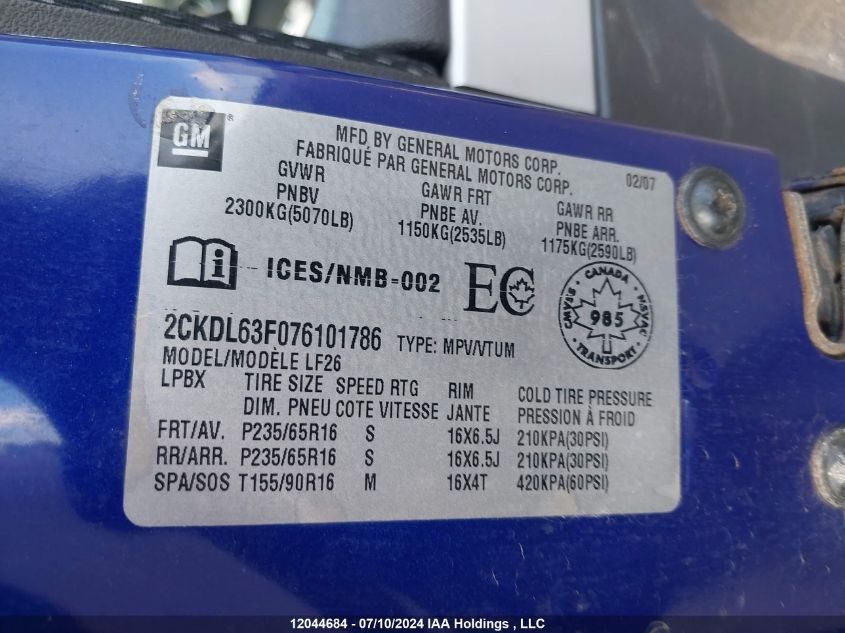 GM ®
MFD BY GENERAL MOTORS CORP.
FABRIQUÉ PAR GENERAL MOTORS CORP.
02/07
GVWR GAWR FRT GAWR RR
PNBV PNBE AV. PNBE ARR.
2300KG(5070LB) 1150KG(2535LB) 1175KG(2590LB)
i ICES/NMB-002 EC
CANADA
CMVSS 985 NSVAC
TRANSPORT
2CKDL63F076101786 TYPE: MPV/VTUM
MODEL/MODÈLE LF26
LPBX TIRE SIZE SPEED RTG RIM COLD TIRE PRESSURE
DIM. PNEU COTE VITESSE JANTE PRESSION À FROID
FRT/AV. P235/65R16 S 16X6.5J 210KPA(30PSI)
RR/ARR. P235/65R16 S 16X6.5J 210KPA(30PSI)
SPA/SOS T155/90R16 M 16X4T 420KPA(60PSI)
12044684 - 07/10/2024 IAA Holdings, LLC